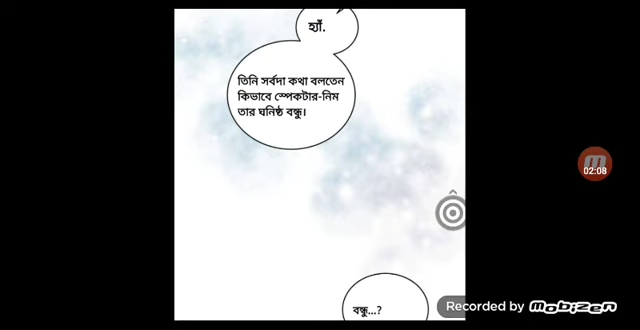 হ্যাঁ.
তিনি সর্বদা কথা বলতেন
কিভাবে স্পেকটার-নিম
তার ঘনিষ্ঠ বন্ধু।
02:08
বন্ধু...?
Recorded by Mobizen